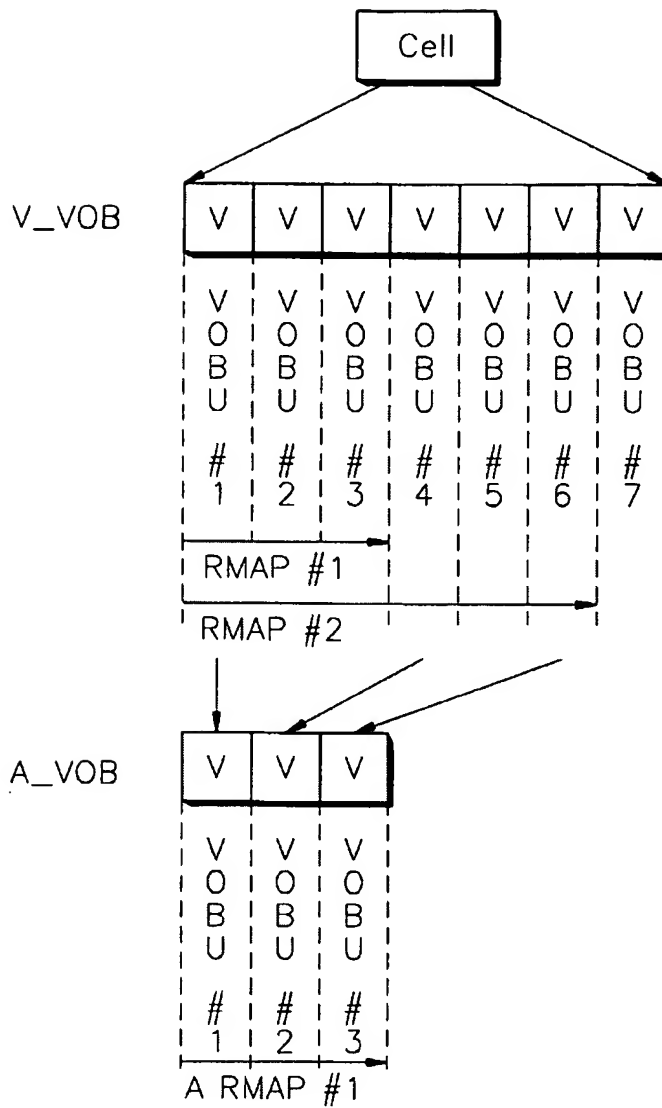 Cell
V_VOB V V V V V V V
VOBU #1 VOBU #2 VOBU #3 VOBU #4 VOBU #5 VOBU #6 VOBU #7
RMAP #1
RMAP #2
A_VOB V V V
VOBU #1 VOBU #2 VOBU #3
A RMAP #1